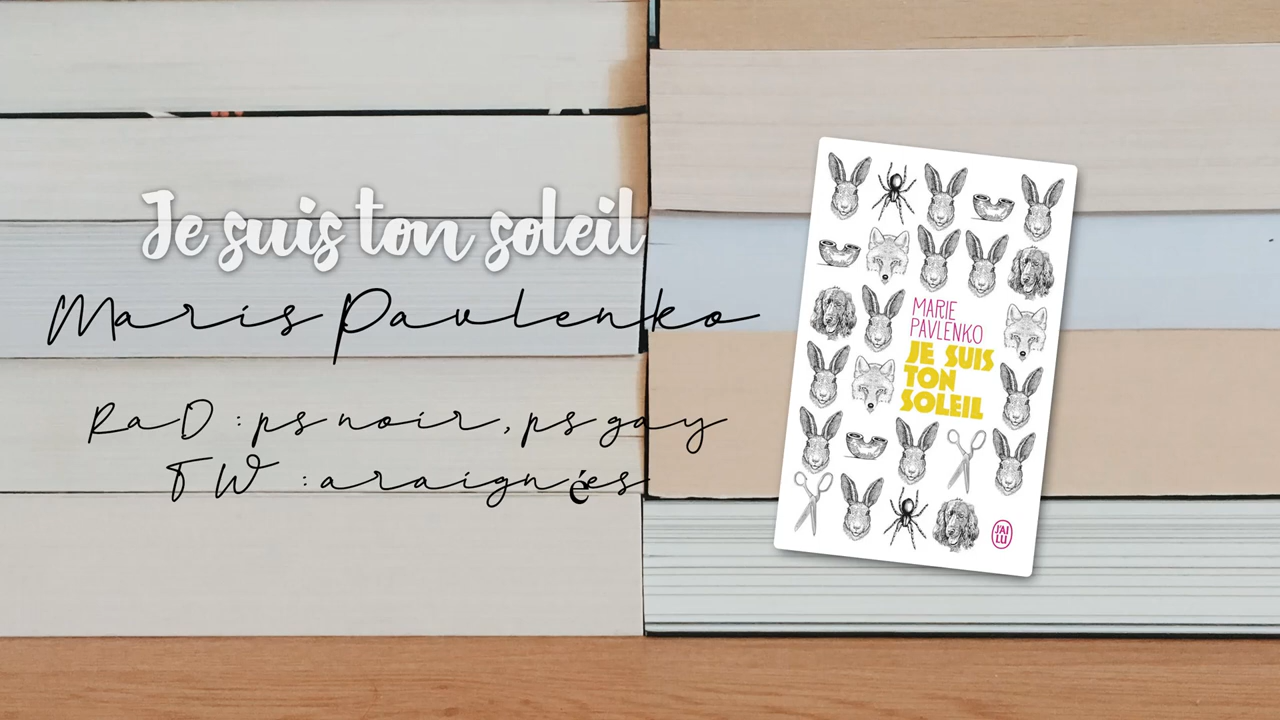 Je suis ton soleil
Maris Pavlenko
RaD : ps noir, ps gay
TW : araignées
MARIE
PAVLENKO
JE SUIS
TON
SOLEIL
J'AI
LU